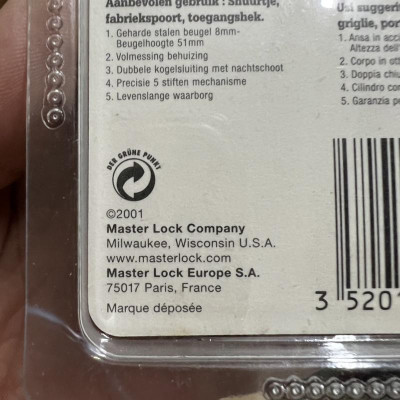 Aanbevolen gebruik : Shuurtje,
fabriekspoort, toegangshek.
1. Geharde stalen beugel 8mm-
Beugelhoogte 51mm
2. Volmessing behuizing
3. Dubbele kogelsluiting met nachtschoot
4. Precisie 5 stiften mechanisme
5. Levenslange waarborg
Usi suggeri
griglie, por
1. Ansa in acci
Altezza dell'
2. Corpo in ott
3. Doppia chiu
4. Cilindro con
5. Garanzia pe
DER GRÜNE PUNKT
©2001
Master Lock Company
Milwaukee, Wisconsin U.S.A.
www.masterlock.com
Master Lock Europe S.A.
75017 Paris, France
Marque déposée
3 520